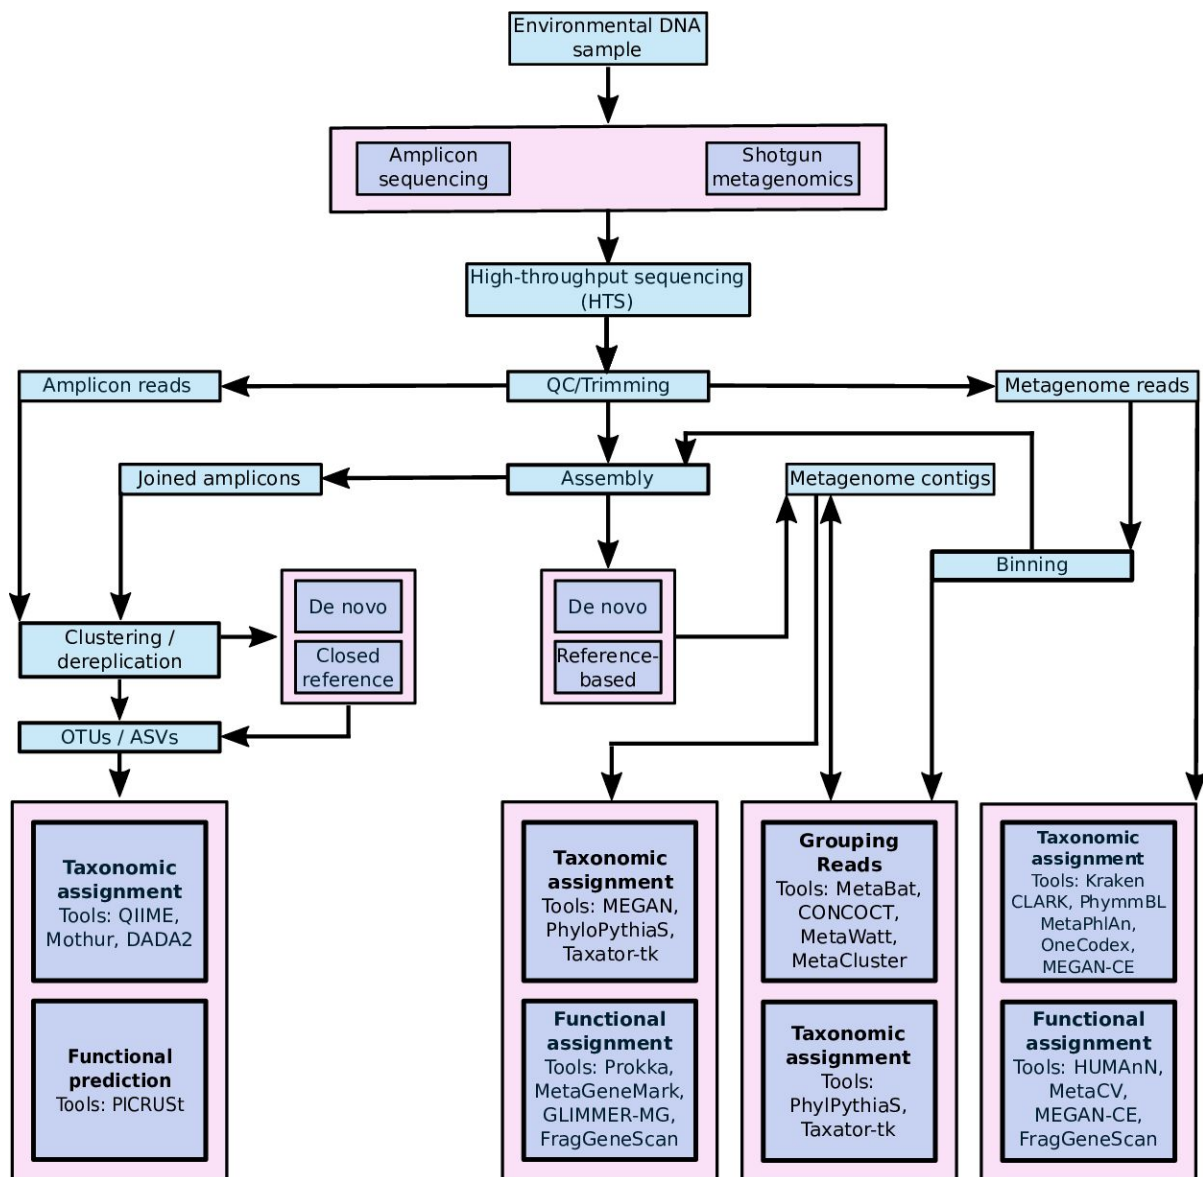 Environmental DNA
sample
Amplicon
sequencing
Shotgun
metagenomics
High-throughput sequencing
(HTS)
Amplicon reads
QC/Trimming
Metagenome reads
Joined amplicons
Assembly
Metagenome contigs
Binning
De novo
Closed
reference
De novo
Reference-
based
Clustering /
dereplication
OTUs / ASVs
Taxonomic
assignment
Tools: QIIME,
Mothur, DADA2
Functional
prediction
Tools: PICRUSt
Taxonomic
assignment
Tools: MEGAN,
PhyloPythiaS,
Taxator-tk
Functional
assignment
Tools: Prokka,
MetaGeneMark,
GLIMMER-MG,
FragGeneScan
Grouping
Reads
Tools: MetaBat,
CONCOCT,
MetaWatt,
MetaCluster
Taxonomic
assignment
Tools:
PhylPythiaS,
Taxator-tk
Taxonomic
assignment
Tools: Kraken
CLARK, PhymmBL
MetaPhlAn,
OneCodex,
MEGAN-CE
Functional
assignment
Tools: HUMAnN,
MetaCV,
MEGAN-CE,
FragGeneScan